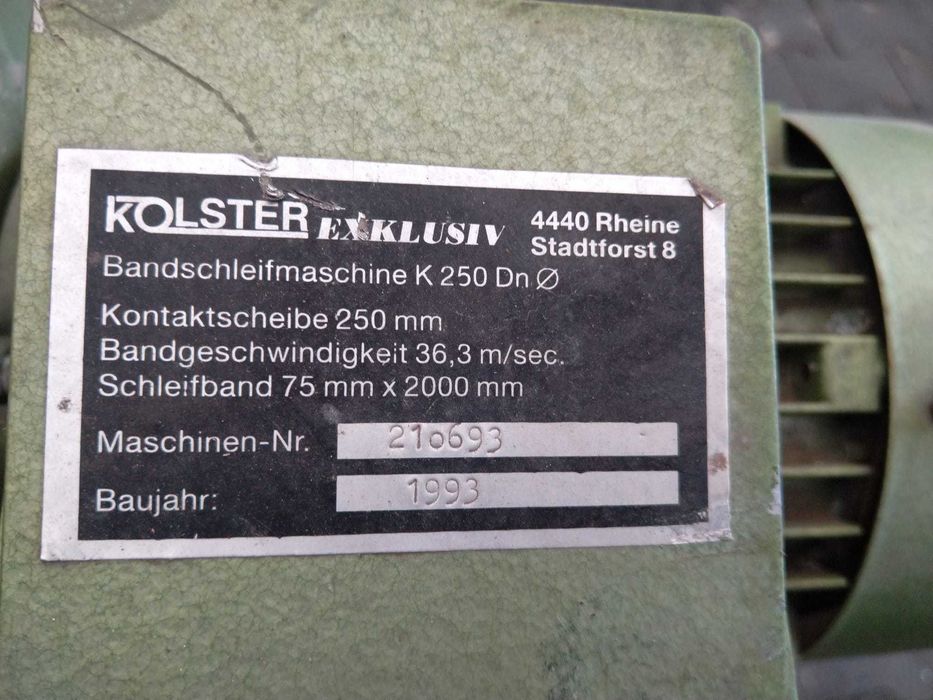 KOLSTER EXKLUSIV
4440 Rheine
Stadtforst 8
Bandschleifmaschine K 250 Dn ∅
Kontaktscheibe 250 mm
Bandgeschwindigkeit 36,3 m/sec.
Schleifband 75 mm x 2000 mm
Maschinen-Nr. 210693
Baujahr: 1993